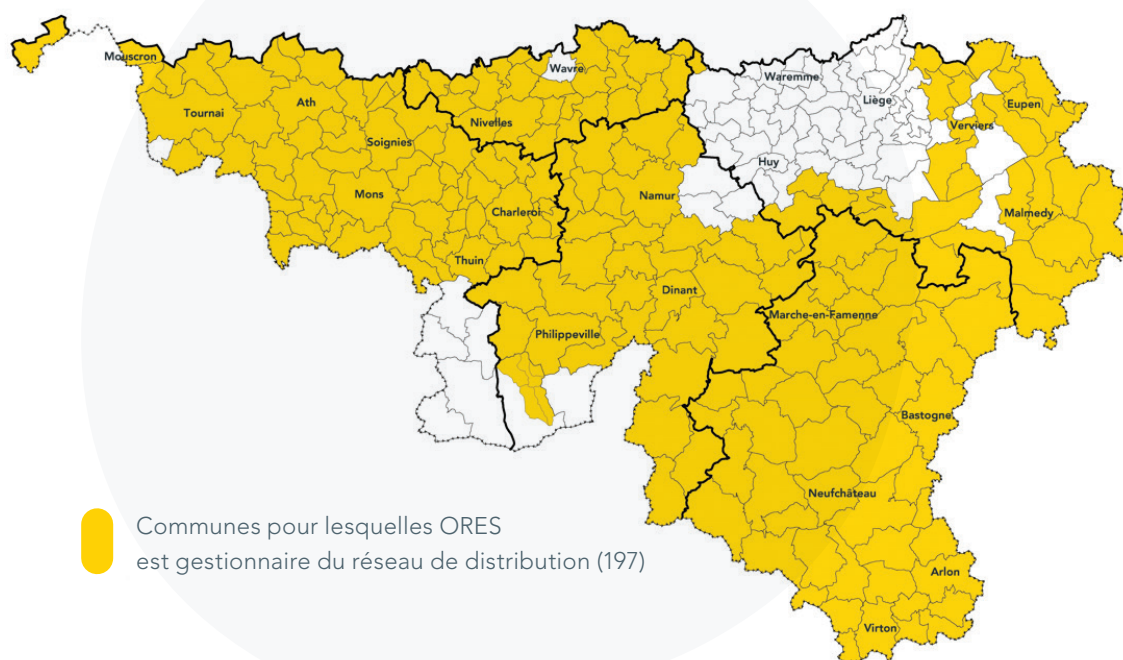 Mouscron
Wavre
Waremme
Tournai
Ath
Liège
Eupen
Nivelles
Verviers
Soignies
Huy
Mons
Namur
Charleroi
Malmedy
Thuin
Dinant
Marche-en-Famenne
Philippeville
Bastogne
Neufchâteau
Communes pour lesquelles ORES
est gestionnaire du réseau de distribution (197)
Arlon
Virton